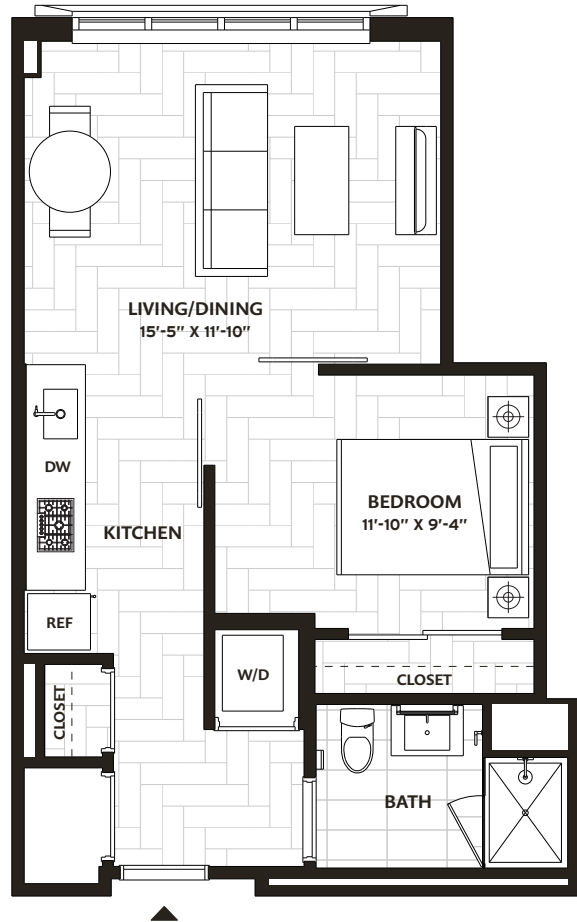 LIVING/DINING
15'-5" X 11'-10"
DW
KITCHEN
BEDROOM
11'-10" X 9'-4"
REF
W/D
CLOSET
CLOSET
BATH